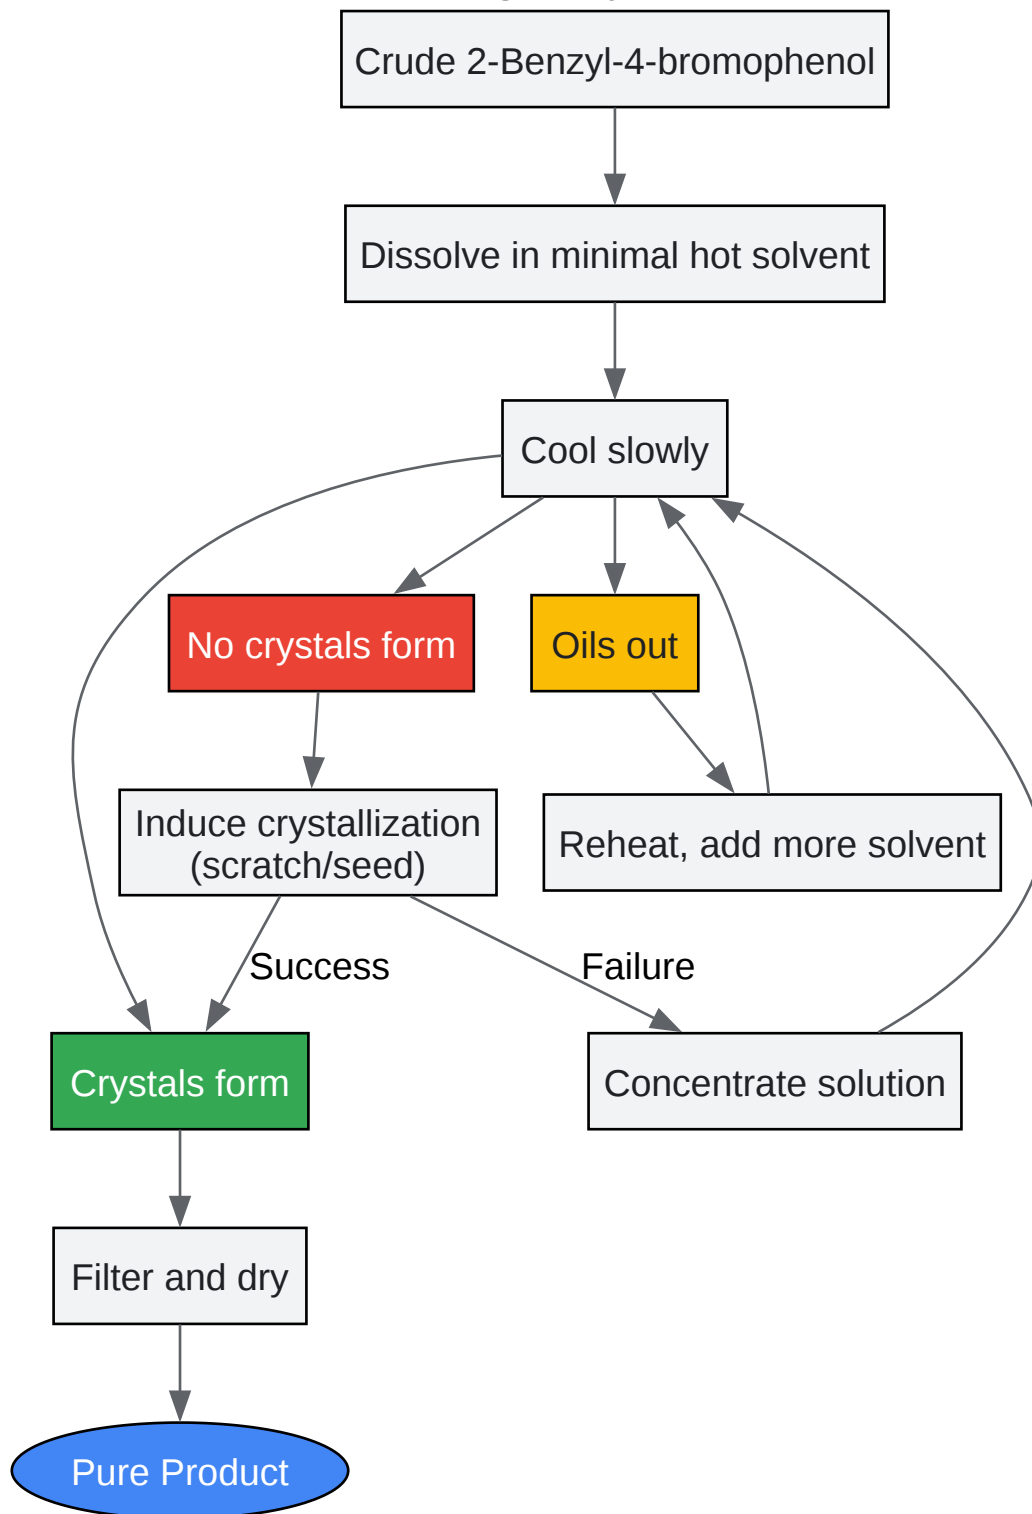 Crude 2-Benzyl-4-bromophenol
Dissolve in minimal hot solvent
Cool slowly
No crystals form
Oils out
Induce crystallization
(scratch/seed)
Reheat, add more solvent
Success
Failure
Crystals form
Concentrate solution
Filter and dry
Pure Product